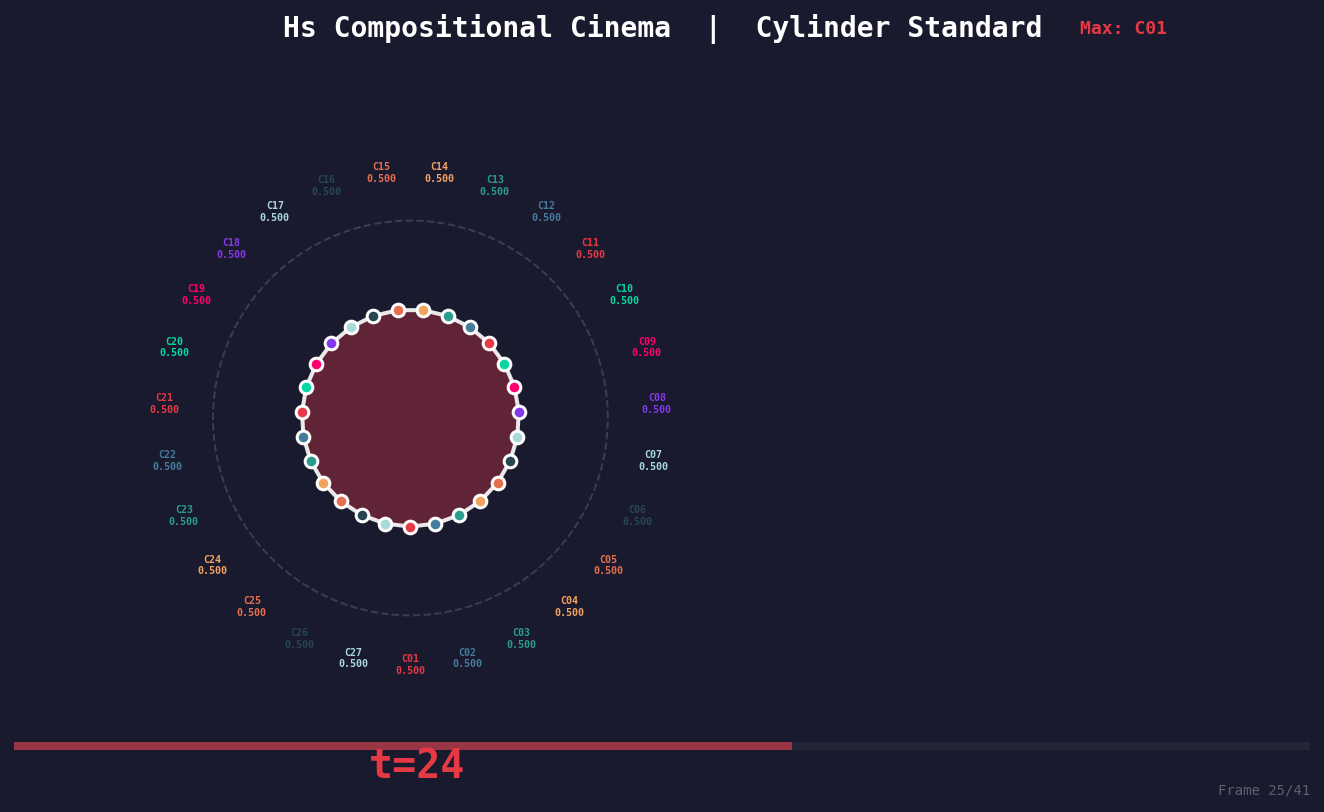 Hs Compositional Cinema | Cylinder Standard
Max: C01
C15
0.500
C14
0.500
C16
0.500
C13
0.500
C17
0.500
C12
0.500
C18
0.500
C11
0.500
C19
0.500
C10
0.500
C20
0.500
C09
0.500
C21
0.500
C08
0.500
C22
0.500
C07
0.500
C23
0.500
C06
0.500
C24
0.500
C05
0.500
C25
0.500
C04
0.500
C26
0.500
C03
0.500
C27
0.500
C01
0.500
C02
0.500
t=24
Frame 25/41